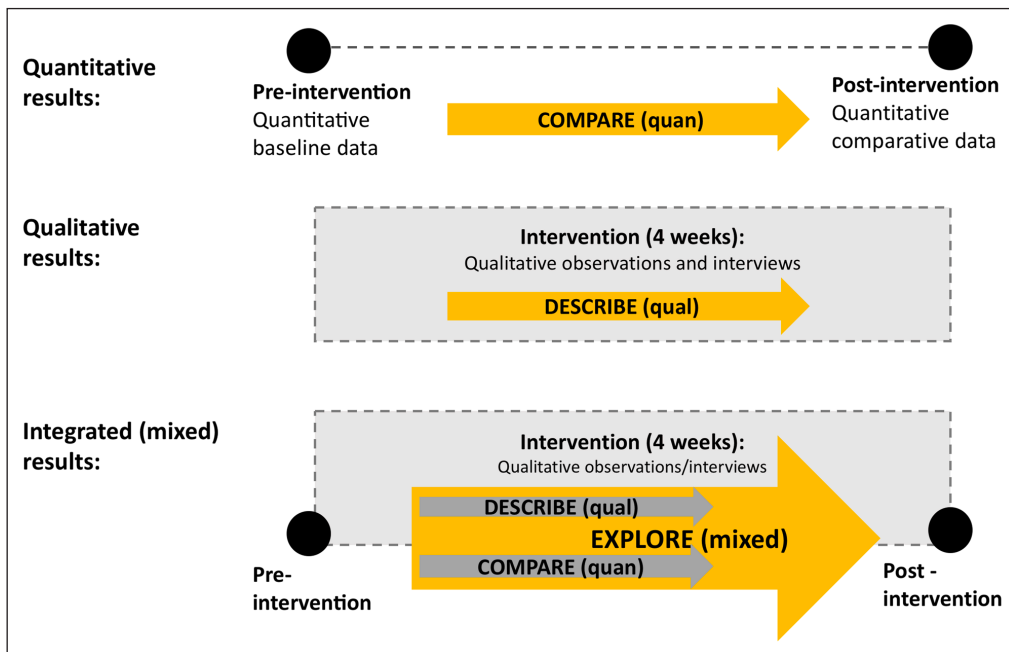 Quantitative
results:
Pre-intervention
Quantitative
baseline data
COMPARE (quan)
Post-intervention
Quantitative
comparative data
Qualitative
results:
Intervention (4 weeks):
Qualitative observations and interviews
DESCRIBE (qual)
Integrated (mixed)
results:
Intervention (4 weeks):
Qualitative observations/interviews
DESCRIBE (qual)
EXPLORE (mixed)
COMPARE (quan)
Pre-
intervention
Post -
intervention